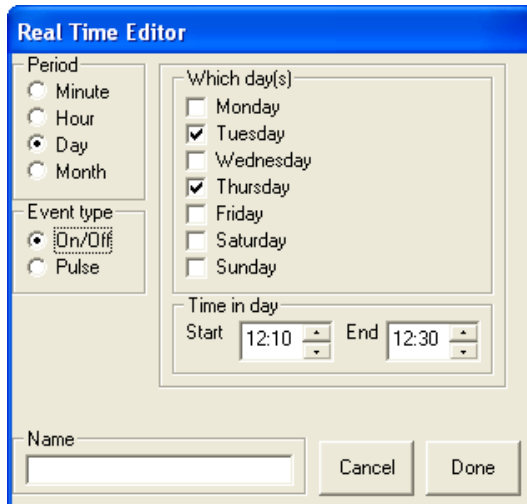 Real Time Editor
Period
Minute
Hour
Day
Month
Event type
On/Off
Pulse
Which day(s)
Monday
Tuesday
Wednesday
Thursday
Friday
Saturday
Sunday
Time in day
Start 12:10 End 12:30
Name
Cancel Done